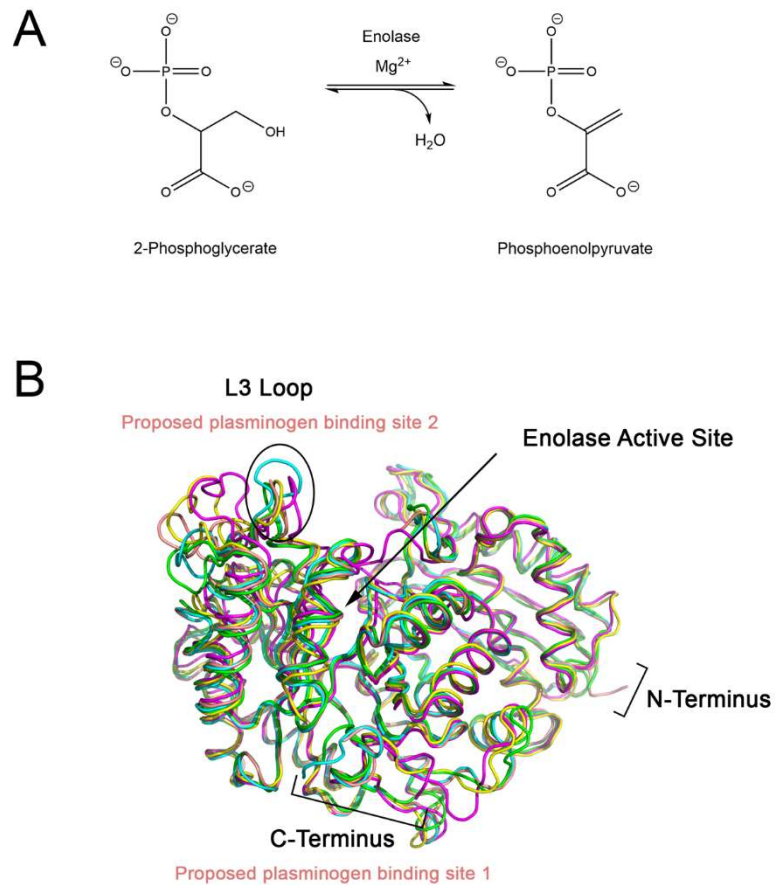 A
⊖
O
⊖O
P
O
O
OH
O
O⊖
2-Phosphoglycerate
Enolase
Mg2+
H2O
⊖
O
⊖O
P
O
O
O
O⊖
Phosphoenolpyruvate
B
L3 Loop
Proposed plasminogen binding site 2
Enolase Active Site
N-Terminus
C-Terminus
Proposed plasminogen binding site 1